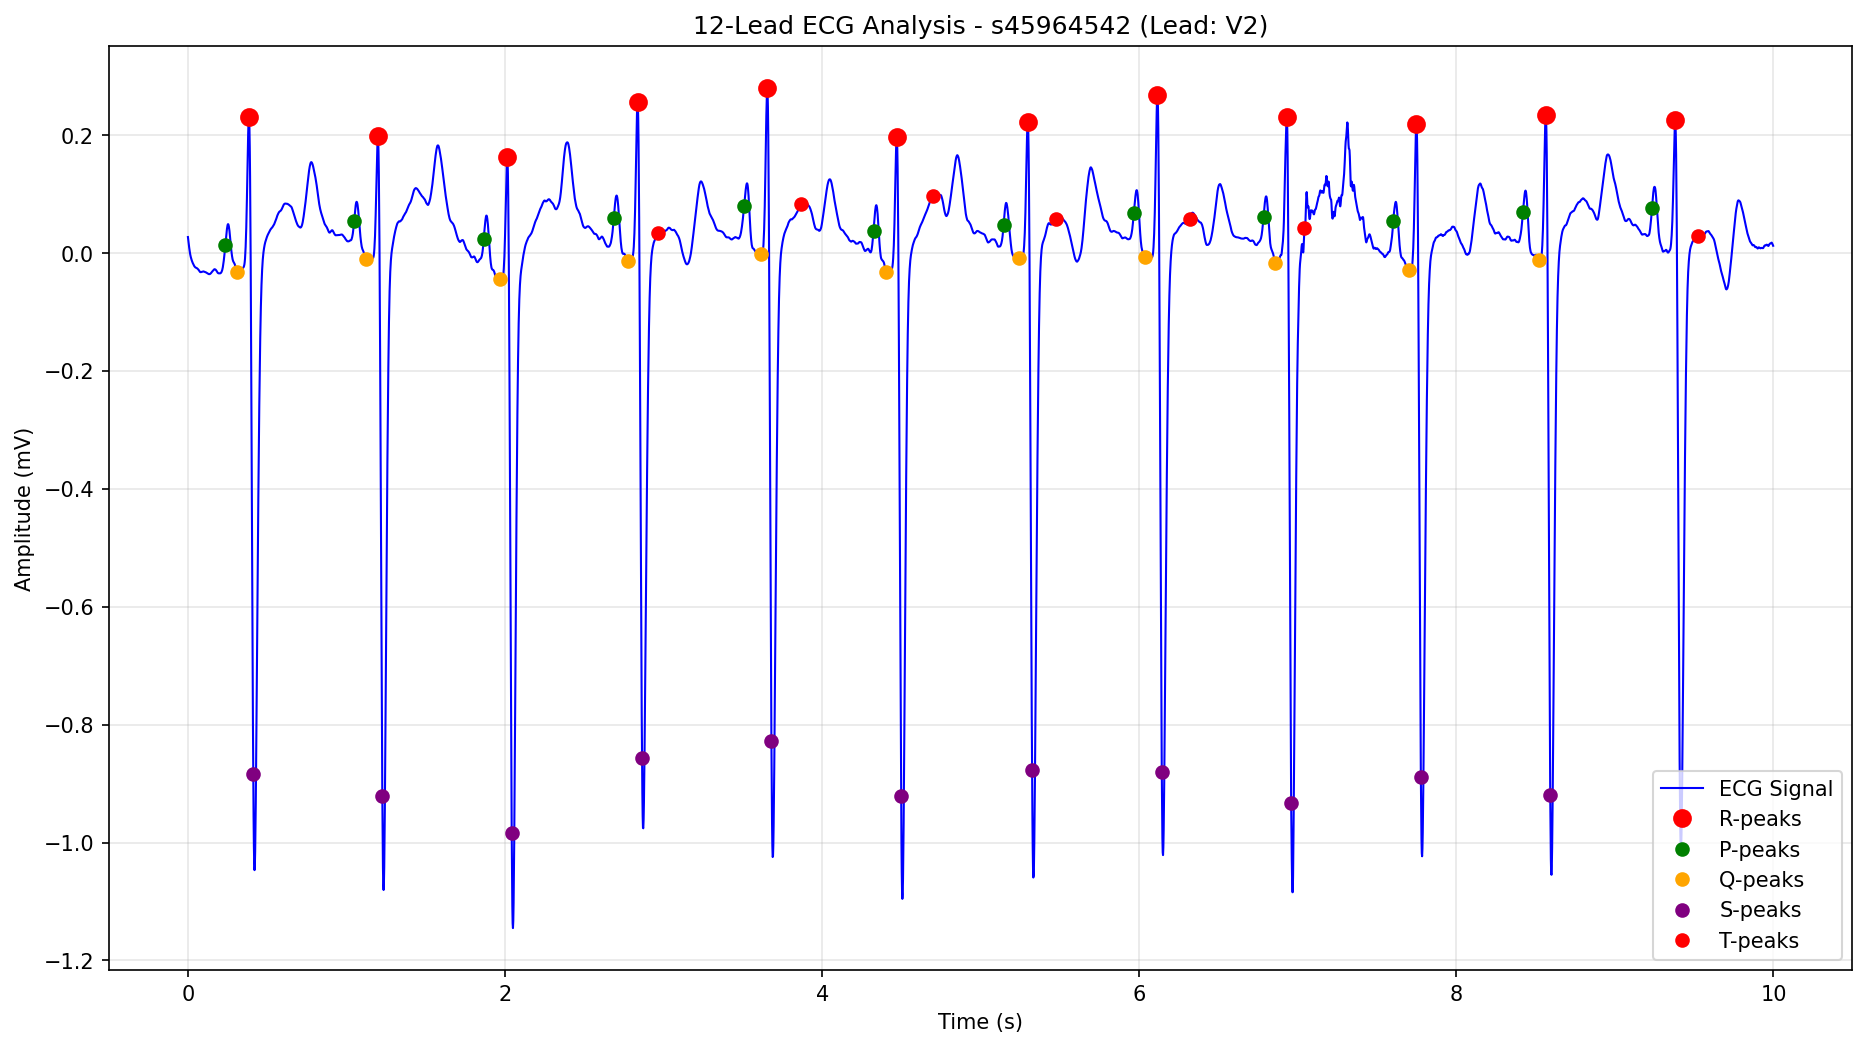 12-Lead ECG Analysis - s45964542 (Lead: V2)
Amplitude (mV)
0.2
0.0
−0.2
−0.4
−0.6
−0.8
−1.0
−1.2
ECG Signal
R-peaks
P-peaks
Q-peaks
S-peaks
T-peaks
0 2 4 6 8 10
Time (s)